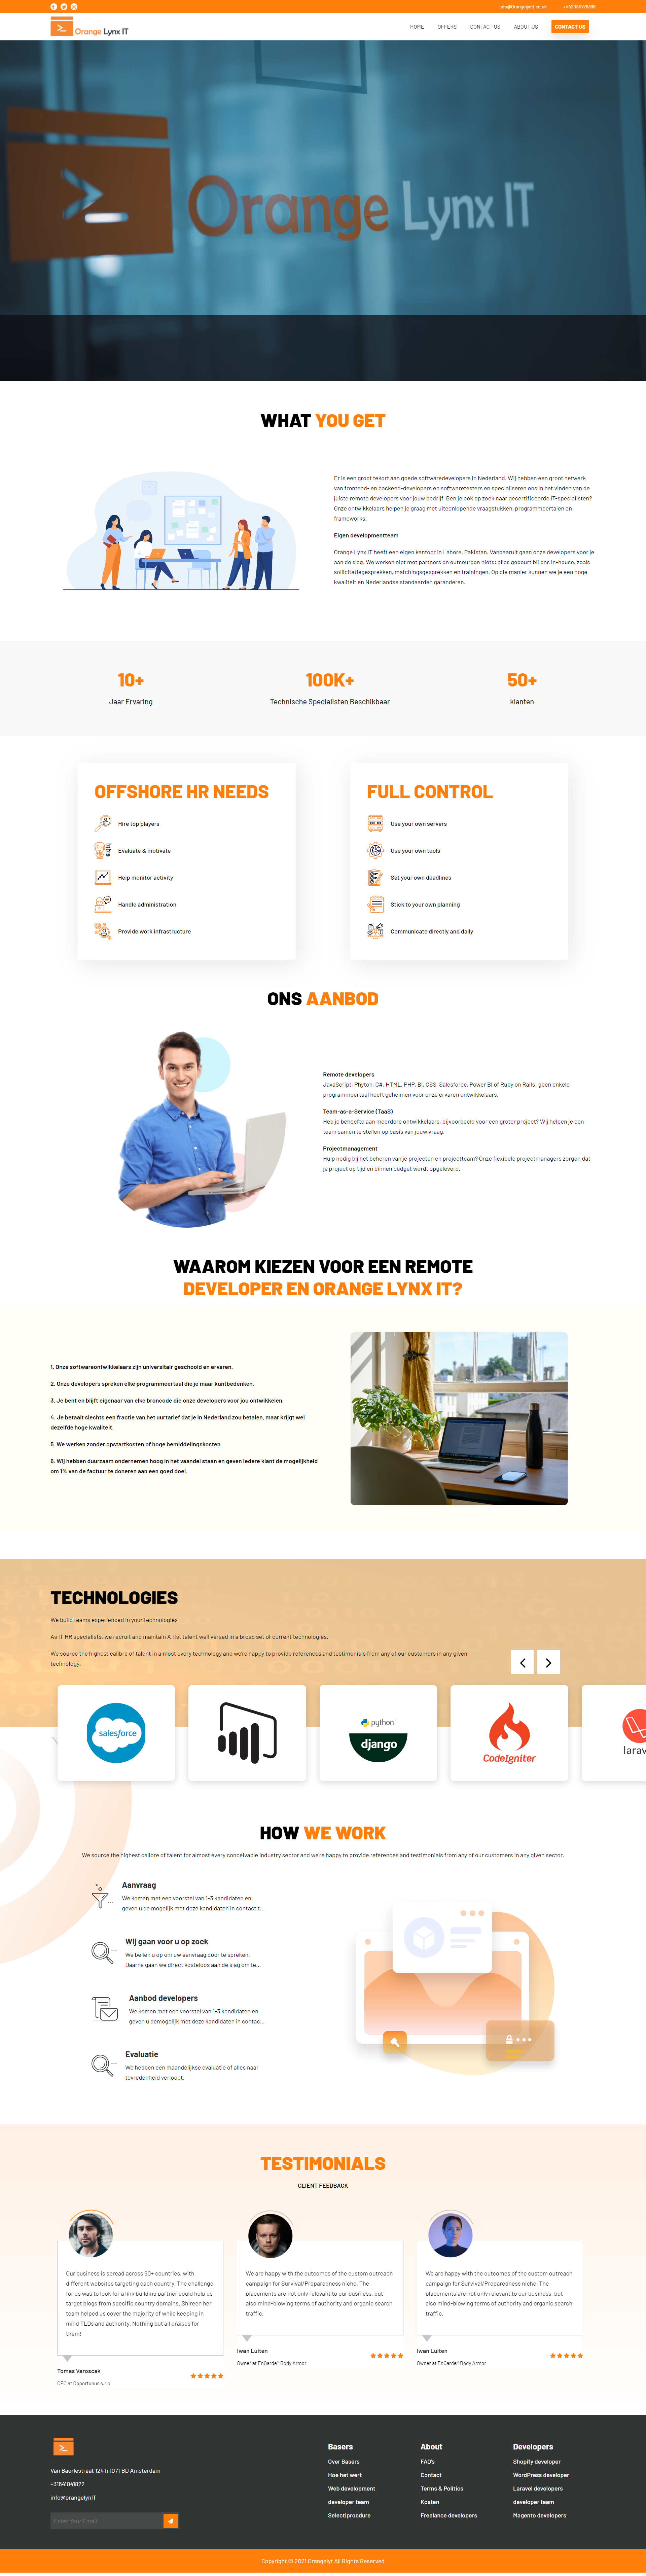 info@Orangelynit.co.uk
HOME OFFERS CONTACT US ABOUT US CONTACT US
Orange Lynx IT
Orange Lynx IT
WHAT YOU GET
Er is een groot tekort aan goede softwaredevelopers in Nederland. Wij hebben een groot netwerk
van frontend- en backend-developers en softwaretesters en specialiseren ons in het vinden van de
juiste remote developers voor jouw bedrijf. Ben je ook op zoek naar gecertificeerde IT-specialisten?
Onze ontwikkelaars helpen je graag met uiteenlopende vraagstukken, programmeertalen en
frameworks.
Eigen developmentteam
Orange Lynx IT heeft een eigen kantoor in Lahore, Pakistan. Vandaaruit gaan onze developers voor je
aan de slag. We werken niet met partners en outsourcen niets: alles gebeurt bij ons in-house, zoals
sollicitatiegesprekken, matchingsgesprekken en trainingen. Op die manier kunnen we je een hoge
kwaliteit en Nederlandse standaarden garanderen.
10+
Jaar Ervaring
100K+
Technische Specialisten Beschikbaar
50+
klanten
OFFSHORE HR NEEDS
Hire top players
Evaluate & motivate
Help monitor activity
Handle administration
Provide work infrastructure
FULL CONTROL
Use your own servers
Use your own tools
Set your own deadlines
Stick to your own planning
Communicate directly and daily
ONS AANBOD
Remote developers
JavaScript, Phyton, C#, HTML, PHP, BI, CSS, Salesforce, Power BI of Ruby on Rails: geen enkele
programmeertaal heeft geheimen voor onze ervaren ontwikkelaars.
Team-as-a-Service (TaaS)
Heb je behoefte aan meerdere ontwikkelaars, bijvoorbeeld voor een groter project? Wij helpen je een
team samen te stellen op basis van jouw vraag.
Projectmanagement
Hulp nodig bij het beheren van je projecten en projectteam? Onze flexibele projectmanagers zorgen dat
je project op tijd en binnen budget wordt opgeleverd.
WAAROM KIEZEN VOOR EEN REMOTE
DEVELOPER EN ORANGE LYNX IT?
1. Onze softwareontwikkelaars zijn universitair geschoold en ervaren.
2. Onze developers spreken elke programmeertaal die je maar kuntbedenken.
3. Je bent en blijft eigenaar van elke broncode die onze developers voor jou ontwikkelen.
4. Je betaalt slechts een fractie van het uurtarief dat je in Nederland zou betalen, maar krijgt wel
dezelfde hoge kwaliteit.
5. We werken zonder opstartkosten of hoge bemiddelingskosten.
6. Wij hebben duurzaam ondernemen hoog in het vaandel staan en geven iedere klant de mogelijkheid
om 1% van de factuur te doneren aan een goed doel.
TECHNOLOGIES
We build teams experienced in your technologies
As IT HR specialists, we recruit and maintain A-list talent well versed in a broad set of current technologies.
We source the highest calibre of talent in almost every technology and we're happy to provide references and testimonials from any of our customers in any given
technology.
salesforce
python
django
CodeIgniter
larav
HOW WE WORK
We source the highest calibre of talent for almost every conceivable industry sector and we're happy to provide references and testimonials from any of our customers in any given sector.
Aanvraag
We komen met een voorstel van 1-3 kandidaten en
geven u de mogelijk met deze kandidaten in contact t...
Wij gaan voor u op zoek
We bellen u op om uw aanvraag door te spreken.
Daarna gaan we direct kosteloos aan de slag om te...
Aanbod developers
We komen met een voorstel van 1-3 kandidaten en
geven u demogelijk met deze kandidaten in contac...
Evaluatie
We hebben een maandelijkse evaluatie of alles naar
tevredenheid verloopt.
TESTIMONIALS
CLIENT FEEDBACK
Our business is spread across 60+ countries, with
different websites targeting each country. The challenge
for us was to look for a link building partner could help us
target blogs from specific country domains. Shireen her
team helped us cover the majority of while keeping in
mind TLDs and authority. Nothing but all praises for
them!
Tomas Varoscak
CEO at Opportunus s.r.o.
We are happy with the outcomes of the custom outreach
campaign for Survival/Preparedness niche. The
placements are not only relevant to our business, but
also mind-blowing terms of authority and organic search
traffic.
Iwan Luiten
Owner at EnGarde® Body Armor
We are happy with the outcomes of the custom outreach
campaign for Survival/Preparedness niche. The
placements are not only relevant to our business, but
also mind-blowing terms of authority and organic search
traffic.
Iwan Luiten
Owner at EnGarde® Body Armor
Van Baerlestraat 124 h 1071 BD Amsterdam
+31641041822
info@orangelynIT
Enter Your Email
Basers
Over Basers
Hoe het wert
Web development
developer team
Selectiprocdure
About
FAQ's
Contact
Terms & Politics
Kosten
Freelance developers
Developers
Shopify developer
WordPress developer
Laravel developers
developer team
Magento developers
Copyright © 2021 Orangelyt All Rights Reserved